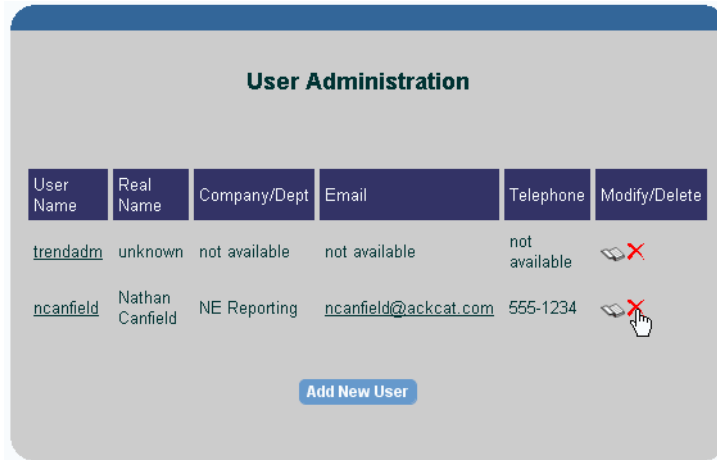 User Administration
User Name Real Name Company/Dept Email Telephone Modify/Delete
trendadm unknown not available not available not available
ncanfield Nathan Canfield NE Reporting ncanfield@ackcat.com 555-1234
Add New User